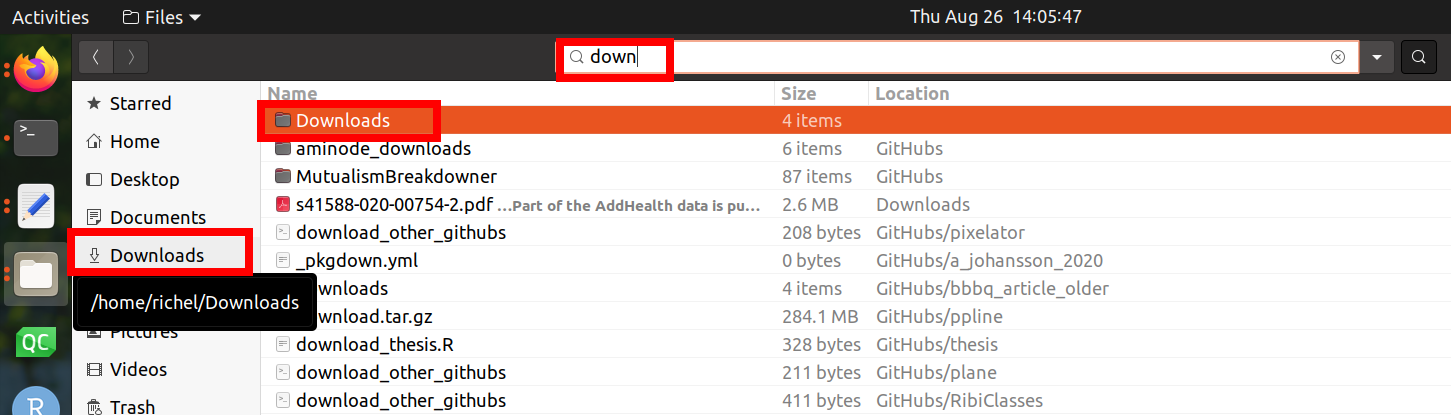 Activities Files Thu Aug 26 14:05:47
down
Starred
Home
Desktop
Documents
Downloads
/home/richel/Downloads
Pictures
Videos
Trash
Name Size Location
Downloads 4 items
aminode_downloads 6 items GitHubs
MutualismBreakdowner 87 items GitHubs
s41588-020-00754-2.pdf …Part of the AddHealth data is pu… 2.6 MB Downloads
download_other_githubs 208 bytes GitHubs/pixelator
_pkgdown.yml 0 bytes GitHubs/a_johansson_2020
ownloads 4 items GitHubs/bbbq_article_older
ownload.tar.gz 284.1 MB GitHubs/ppline
download_thesis.R 328 bytes GitHubs/thesis
download_other_githubs 211 bytes GitHubs/plane
download_other_githubs 411 bytes GitHubs/RibiClasses
>_
QC
R